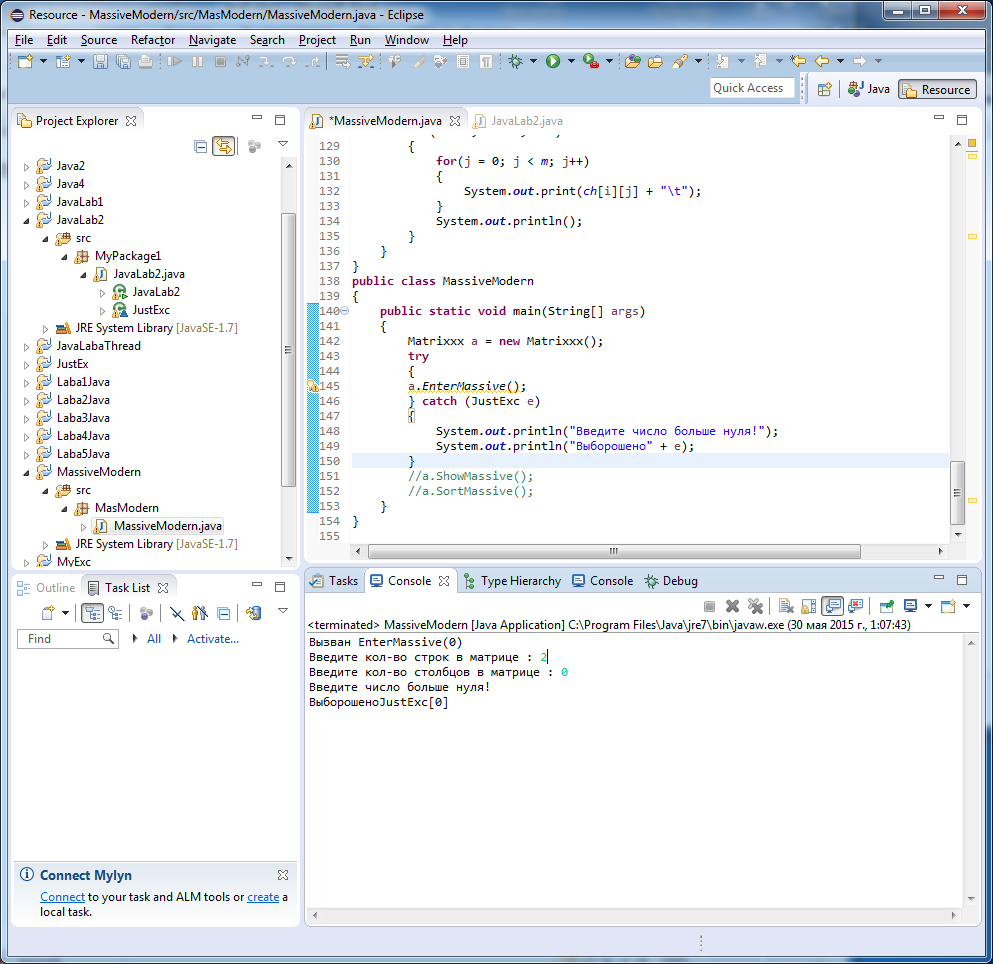 Resource - MassiveModern/src/MasModern/MassiveModern.java - Eclipse
File Edit Source Refactor Navigate Search Project Run Window Help
Quick Access
Java
Resource
Project Explorer
Java2
Java4
JavaLab1
JavaLab2
src
MyPackage1
JavaLab2.java
JavaLab2
JustExc
JRE System Library [JavaSE-1.7]
JavaLabaThread
JustEx
Laba1Java
Laba2Java
Laba3Java
Laba4Java
Laba5Java
MassiveModern
src
MasModern
MassiveModern.java
JRE System Library [JavaSE-1.7]
MyExc
*MassiveModern.java
JavaLab2.java
129 {
130 for(j = 0; j < m; j++)
131 {
132 System.out.print(ch[i][j] + "\t");
133 }
134 System.out.println();
135 }
136 }
137 }
138 public class MassiveModern
139 {
140 public static void main(String[] args)
141 {
142 Matrixxx a = new Matrixxx();
143 try
144 {
145 a.EnterMassive();
146 } catch (JustExc e)
147 {
148 System.out.println("Введите число больше нуля!");
149 System.out.println("Выборошено" + e);
150 }
151 //a.ShowMassive();
152 //a.SortMassive();
153 }
154 }
155
Outline
Task List
Find
All
Activate...
Connect Mylyn
Connect to your task and ALM tools or create a
local task.
Tasks
Console
Type Hierarchy
Console
Debug
<terminated> MassiveModern [Java Application] C:\Program Files\Java\jre7\bin\javaw.exe (30 мая 2015 г., 1:07:43)
Вызван EnterMassive(0)
Введите кол-во строк в матрице : 2
Введите кол-во столбцов в матрице : 0
Введите число больше нуля!
ВыборошеноJustExc[0]